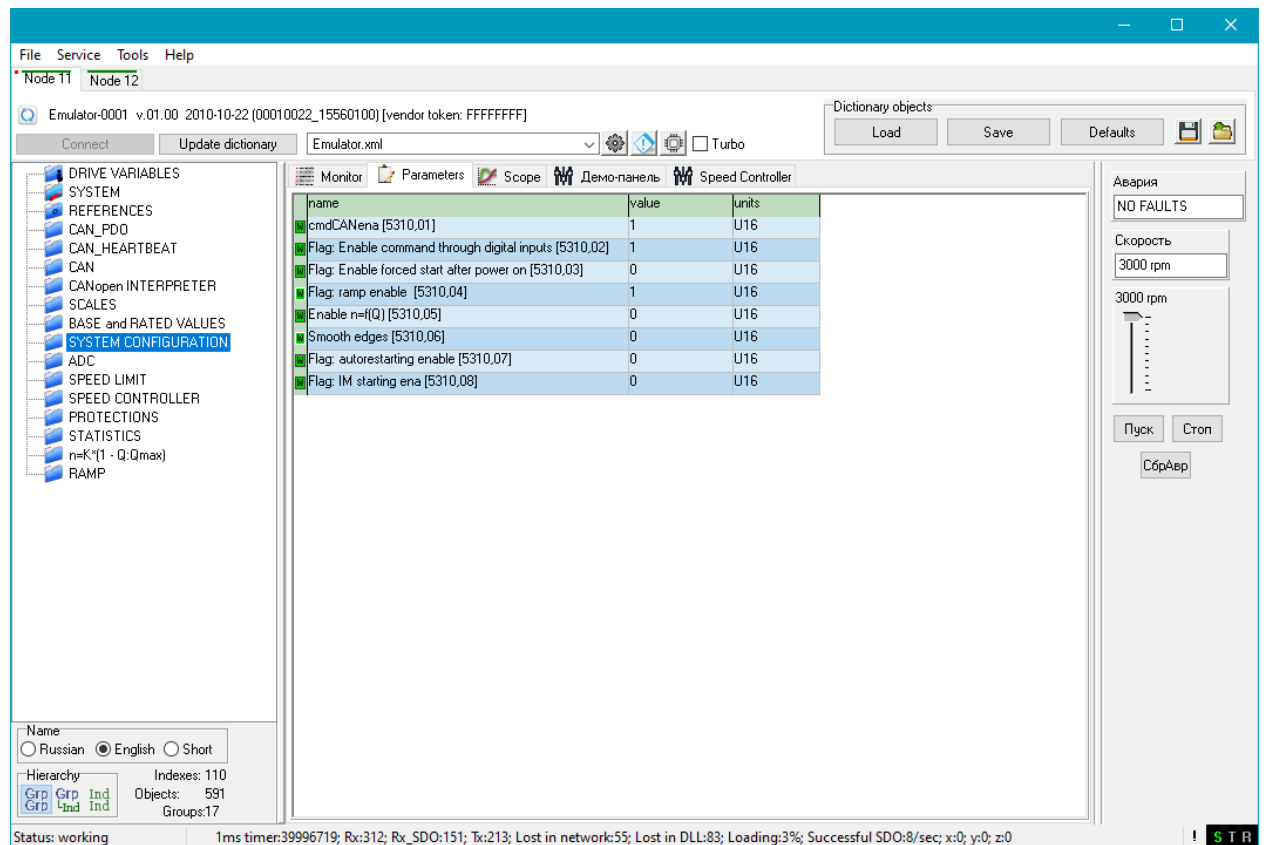 File Service Tools Help
Node 11 Node 12
Emulator-0001 v.01.00 2010-10-22 (00010022_15560100) [vendor token: FFFFFFFF]
Connect Update dictionary Emulator.xml Turbo
Dictionary objects
Load Save Defaults
DRIVE VARIABLES
SYSTEM
REFERENCES
CAN_PDO
CAN_HEARTBEAT
CAN
CANopen INTERPRETER
SCALES
BASE and RATED VALUES
SYSTEM CONFIGURATION
ADC
SPEED LIMIT
SPEED CONTROLLER
PROTECTIONS
STATISTICS
n=K*(1 - Q:Qmax)
RAMP
Name
Russian English Short
Hierarchy
Grp Grp Ind
Grp Ind Ind
Indexes: 110
Objects: 591
Groups:17
Monitor Parameters Scope Демо-панель Speed Controller
name value units
W cmdCANena [5310,01] 1 U16
W Flag: Enable command through digital inputs [5310,02] 1 U16
W Flag: Enable forced start after power on [5310,03] 0 U16
W Flag: ramp enable [5310,04] 1 U16
W Enable n=f(Q) [5310,05] 0 U16
W Smooth edges [5310,06] 0 U16
W Flag: autorestarting enable [5310,07] 0 U16
W Flag: IM starting ena [5310,08] 0 U16
Авария
NO FAULTS
Скорость
3000 rpm
3000 rpm
Пуск Стоп
СбрАвр
Status: working 1ms timer:39996719; Rx:312; Rx_SDO:151; Tx:213; Lost in network:55; Lost in DLL:83; Loading:3%; Successful SDO:8/sec; x:0; y:0; z:0 ! S T R